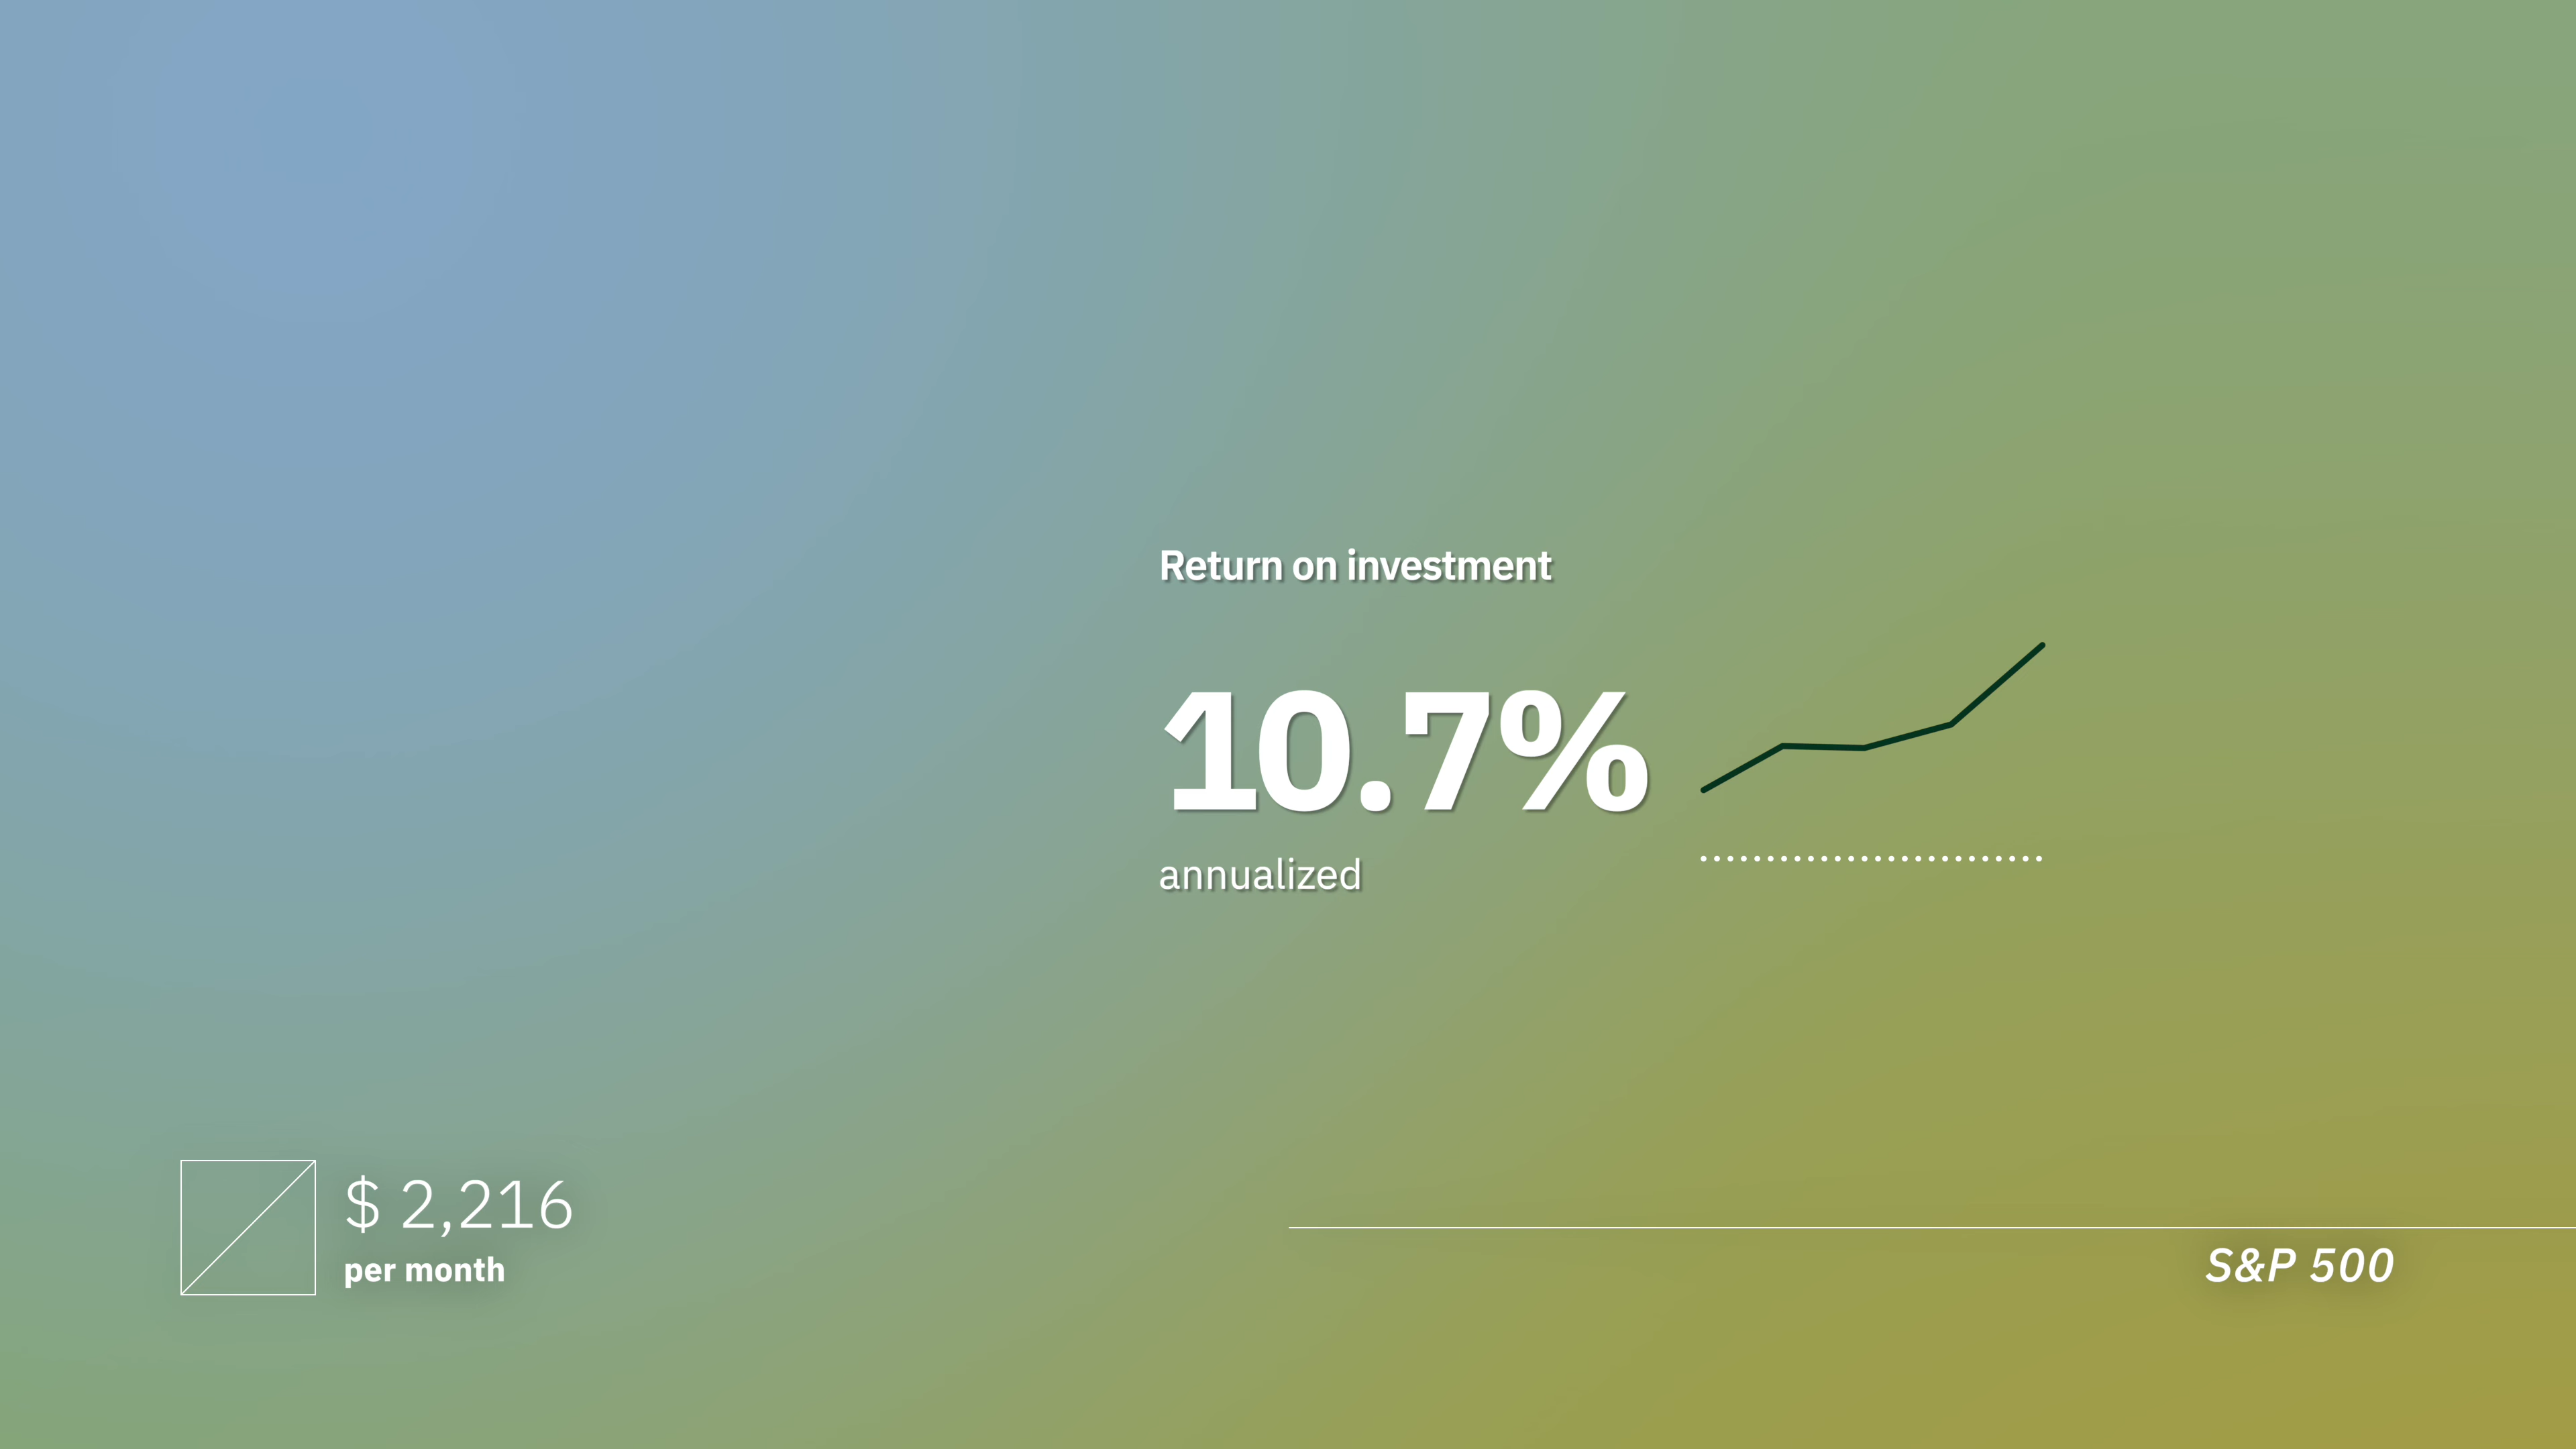 Return on investment
10.7%
annualized
$ 2,216
per month
S&P 500